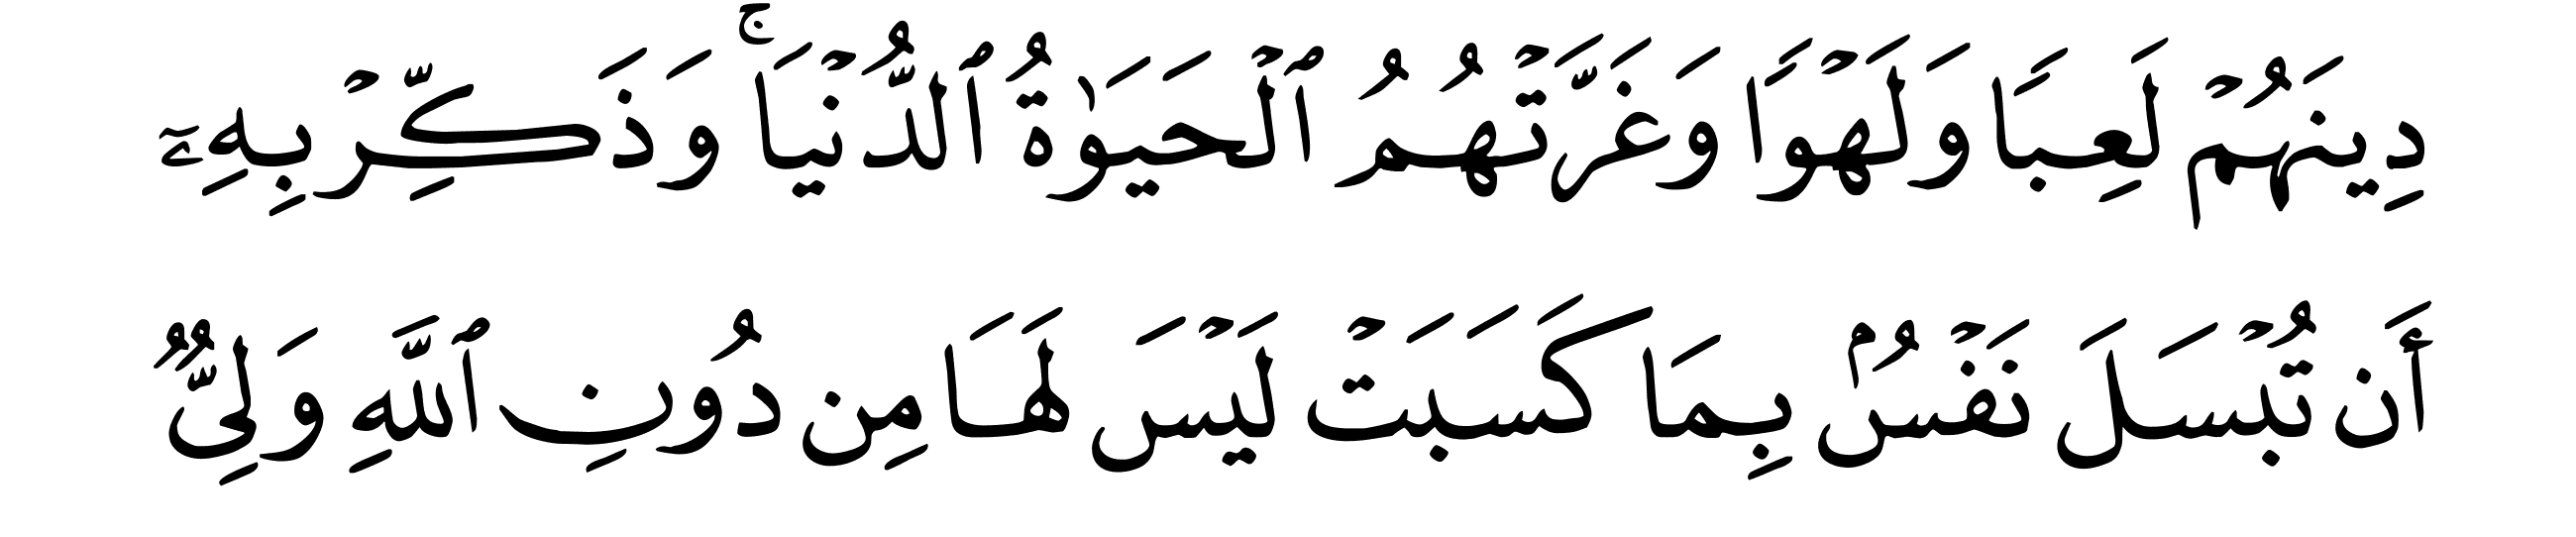 دِينَهُمۡ لَعِبٗا وَلَهۡوٗا وَغَرَّتۡهُمُ ٱلۡحَيَوٰةُ ٱلدُّنۡيَاۚ وَذَكِّرۡ بِهِۦٓ
أَن تُبۡسَلَ نَفۡسُۢ بِمَا كَسَبَتۡ لَيۡسَ لَهَا مِن دُونِ ٱللَّهِ وَلِيّٞ